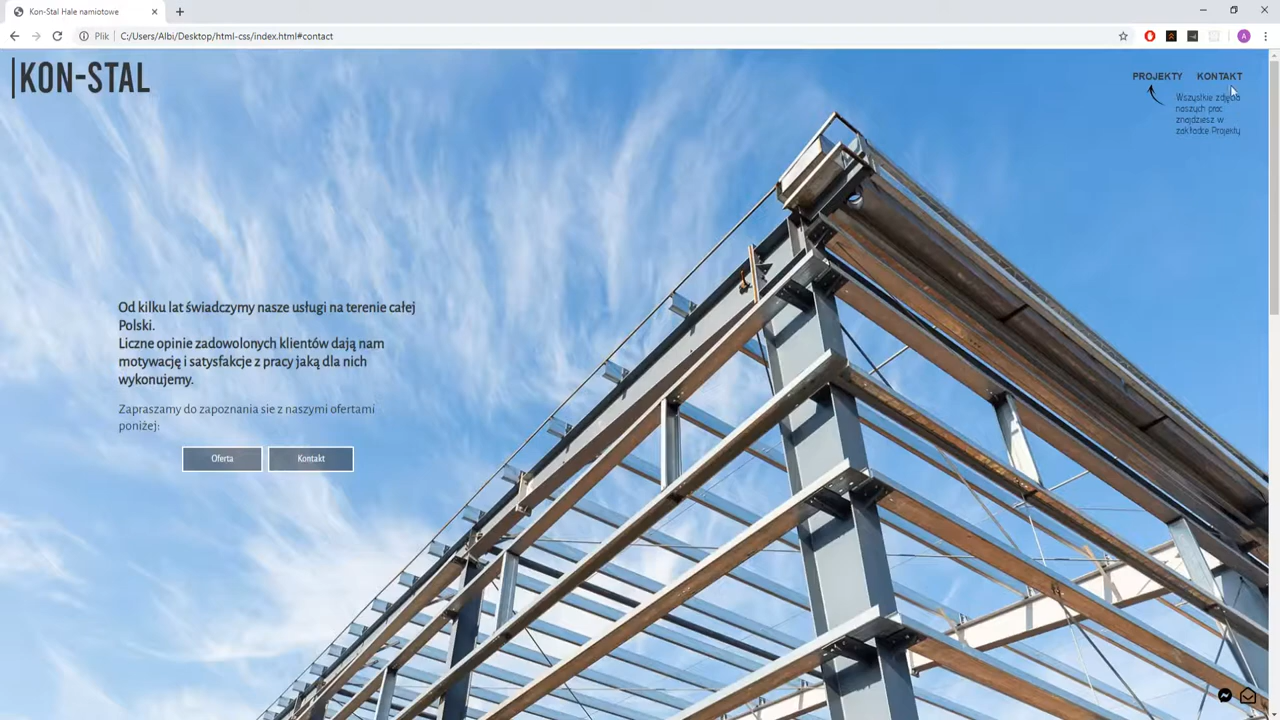 Kon-Stal Hale namiotowe
Plik
C:/Users/Albi/Desktop/html-css/index.html#contact
A
|KON-STAL
PROJEKTY KONTAKT
Wszystkie zdjęcia
naszych prac
znajdziesz w
zakładce Projekty
Od kilku lat świadczymy nasze usługi na terenie całej
Polski.
Liczne opinie zadowolonych klientów dają nam
motywację i satysfakcje z pracy jaką dla nich
wykonujemy.
Zapraszamy do zapoznania sie z naszymi ofertami
poniżej:
Oferta
Kontakt